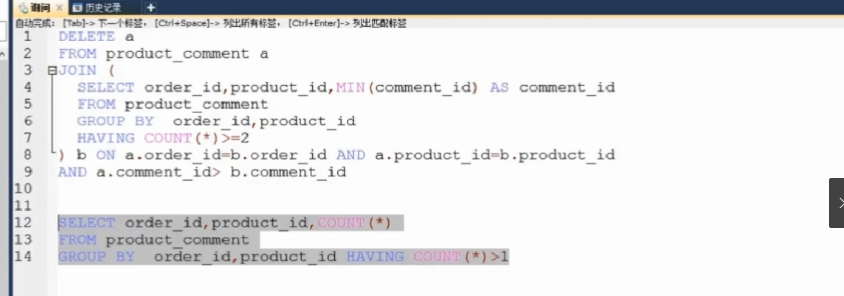 询问 历史记录
自动完成: [Tab]-> 下一个标签, [Ctrl+Space]-> 列出所有标签, [Ctrl+Enter]-> 列出匹配标签
1 DELETE a
2 FROM product_comment a
3 JOIN (
4 SELECT order_id,product_id,MIN(comment_id) AS comment_id
5 FROM product_comment
6 GROUP BY order_id,product_id
7 HAVING COUNT(*)>=2
8 ) b ON a.order_id=b.order_id AND a.product_id=b.product_id
9 AND a.comment_id> b.comment_id
10
11
12 SELECT order_id,product_id,COUNT(*)
13 FROM product_comment
14 GROUP BY order_id,product_id HAVING COUNT(*)>1